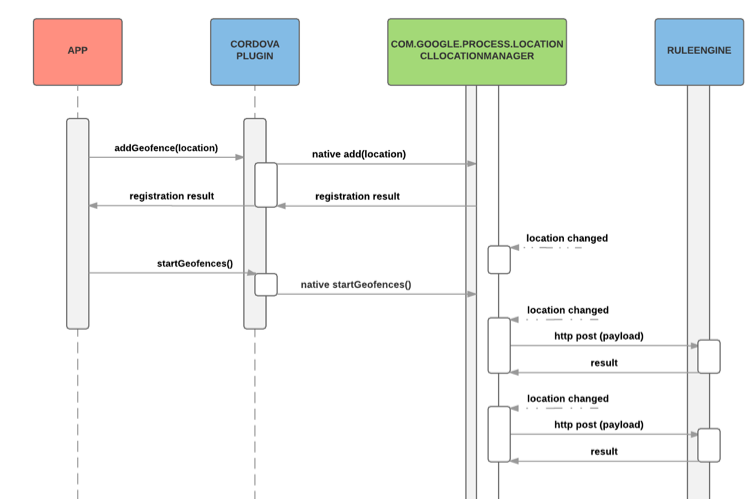 APP
CORDOVA
PLUGIN
COM.GOOGLE.PROCESS.LOCATION
CLLOCATIONMANAGER
RULEENGINE
addGeofence(location)
native add(location)
registration result
registration result
location changed
startGeofences()
native startGeofences()
location changed
http post (payload)
result
location changed
http post (payload)
result